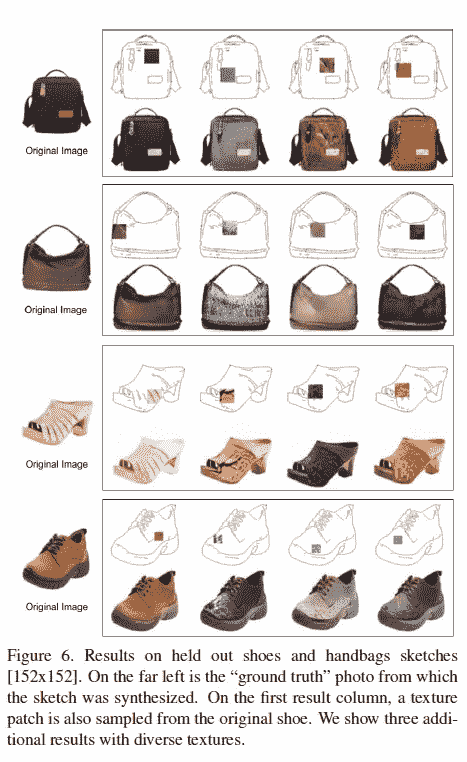 Original Image
Original Image
Original Image
Original Image
Figure 6. Results on held out shoes and handbags sketches
[152x152]. On the far left is the “ground truth” photo from which
the sketch was synthesized. On the first result column, a texture
patch is also sampled from the original shoe. We show three addi-
tional results with diverse textures.